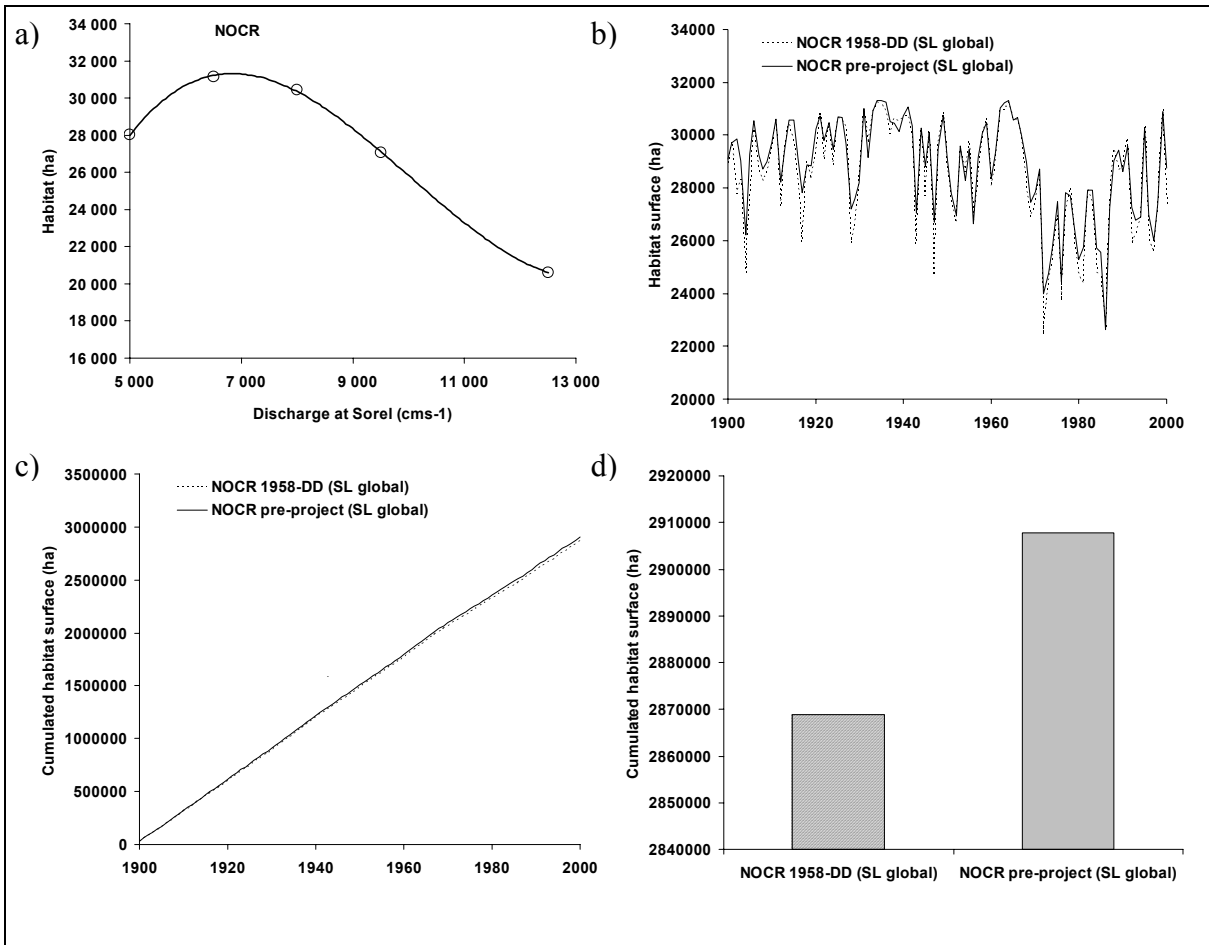 a)
NOCR
34 000
32 000
30 000
28 000
26 000
24 000
22 000
20 000
18 000
16 000
Habitat (ha)
5 000 7 000 9 000 11 000 13 000
Discharge at Sorel (cms-1)
b)
NOCR 1958-DD (SL global)
NOCR pre-project (SL global)
34000
32000
30000
28000
26000
24000
22000
20000
Habitat surface (ha)
1900 1920 1940 1960 1980 2000
c)
NOCR 1958-DD (SL global)
NOCR pre-project (SL global)
3500000
3000000
2500000
2000000
1500000
1000000
500000
0
Cumulated habitat surface (ha)
1900 1920 1940 1960 1980 2000
d)
2920000
2910000
2900000
2890000
2880000
2870000
2860000
2850000
2840000
Cumulated habitat surface (ha)
NOCR 1958-DD (SL global) NOCR pre-project (SL global)